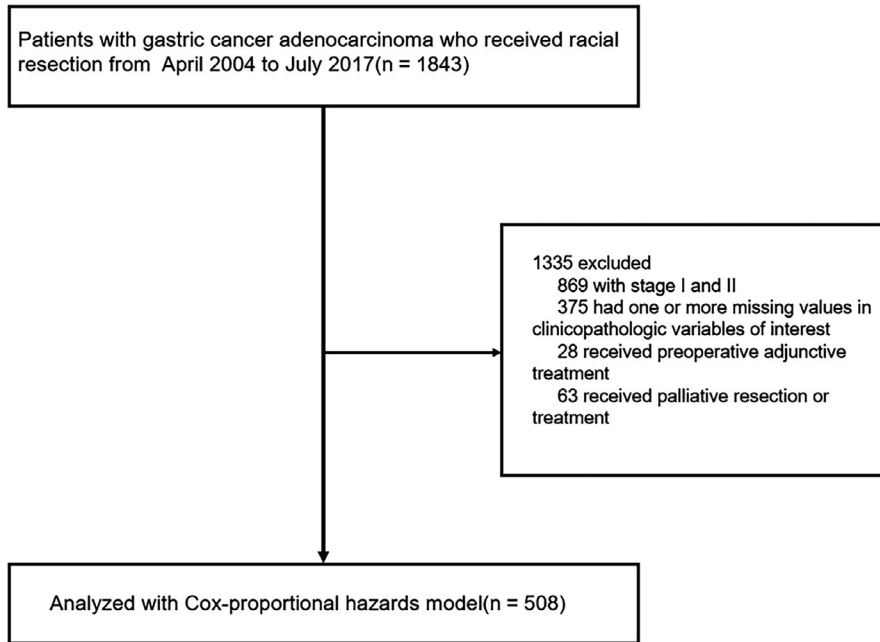 Patients with gastric cancer adenocarcinoma who received racial
resection from April 2004 to July 2017(n = 1843)
1335 excluded
869 with stage I and II
375 had one or more missing values in
clinicopathologic variables of interest
28 received preoperative adjunctive
treatment
63 received palliative resection or
treatment
Analyzed with Cox-proportional hazards model(n = 508)